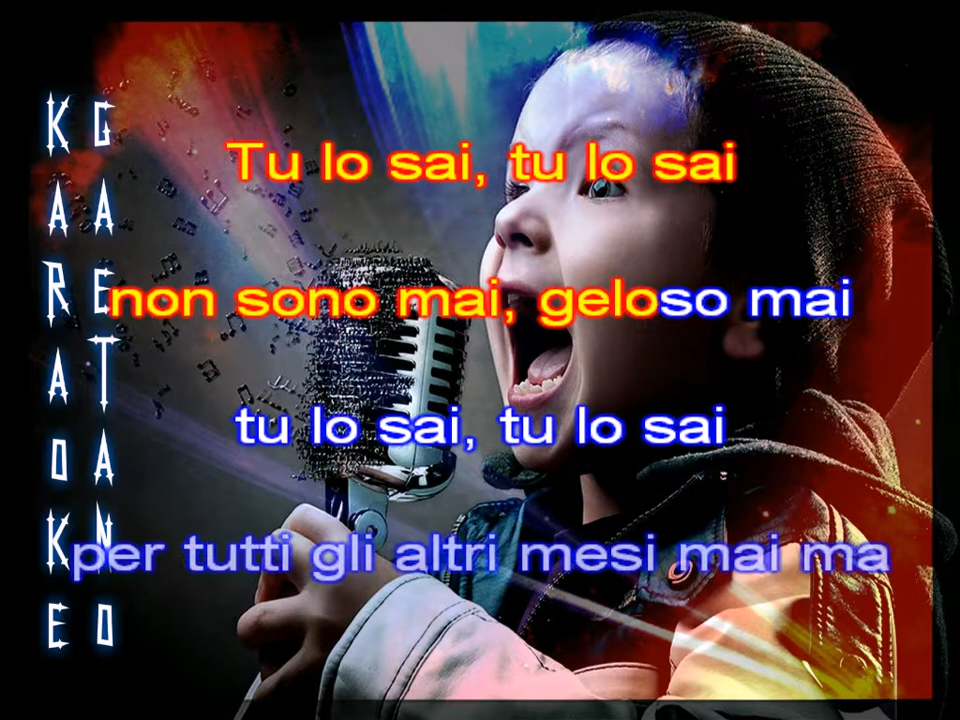 KARAOKE
GAETANO
Tu lo sai, tu lo sai
non sono mai, geloso mai
tu lo sai, tu lo sai
per tutti gli altri mesi mai ma